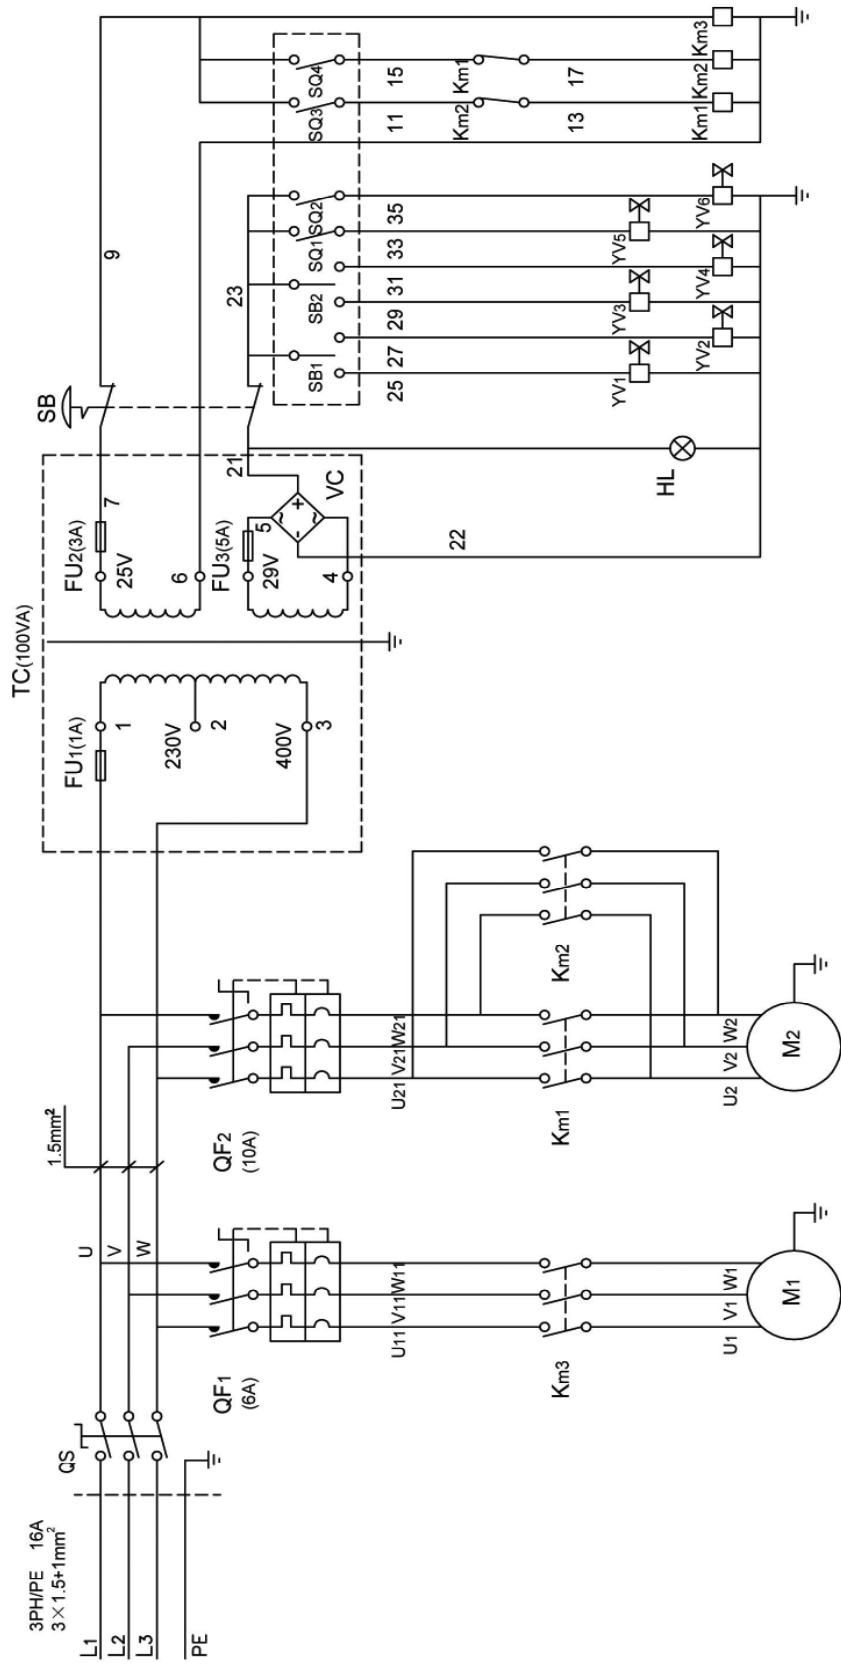 3PH/PE 16A
3×1.5+1mm²
L1
L2
L3
PE
QS
U
V
W
1.5mm²
QF1
(6A)
U11
V11
W11
Km3
U1
V1
W1
M1
QF2
(10A)
U21
V21
W21
Km1
Km2
U2
V2
W2
M2
TC(100VA)
FU1(1A)
1
230V
2
400V
3
FU2(3A)
25V
7
6
FU3(5A)
29V
5
4
VC
+
-
~
~
21
22
SB
9
23
HL
SB1
SB2
SQ1
SQ2
SQ3
SQ4
25
27
29
31
33
35
11
15
Km2
Km1
13
17
YV1
YV2
YV3
YV4
YV5
YV6
Km1
Km2
Km3